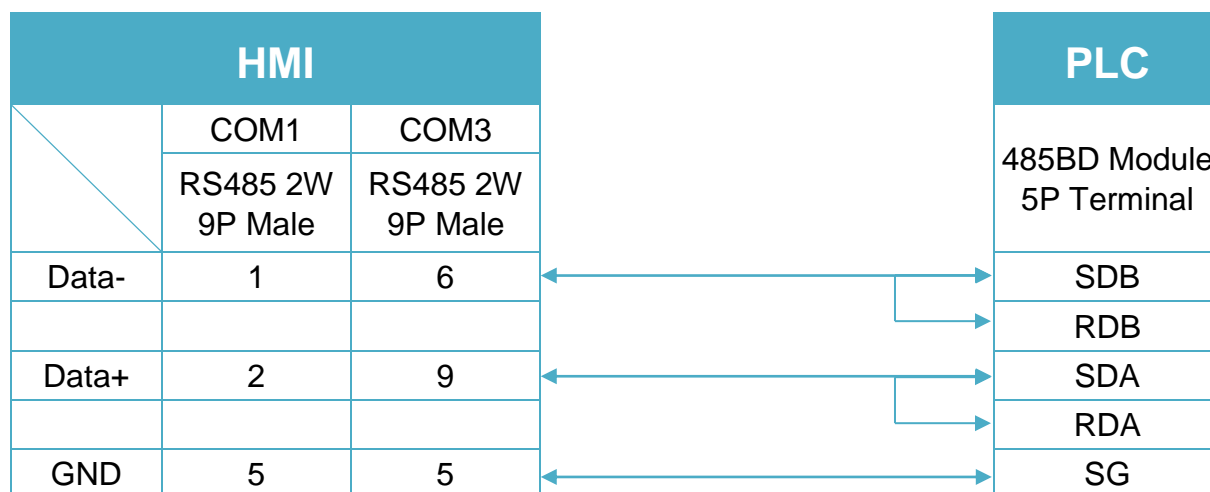 HMI PLC
COM1 COM3
RS485 2W RS485 2W
9P Male 9P Male
485BD Module
5P Terminal
Data- 1 6 SDB
RDB
Data+ 2 9 SDA
RDA
GND 5 5 SG